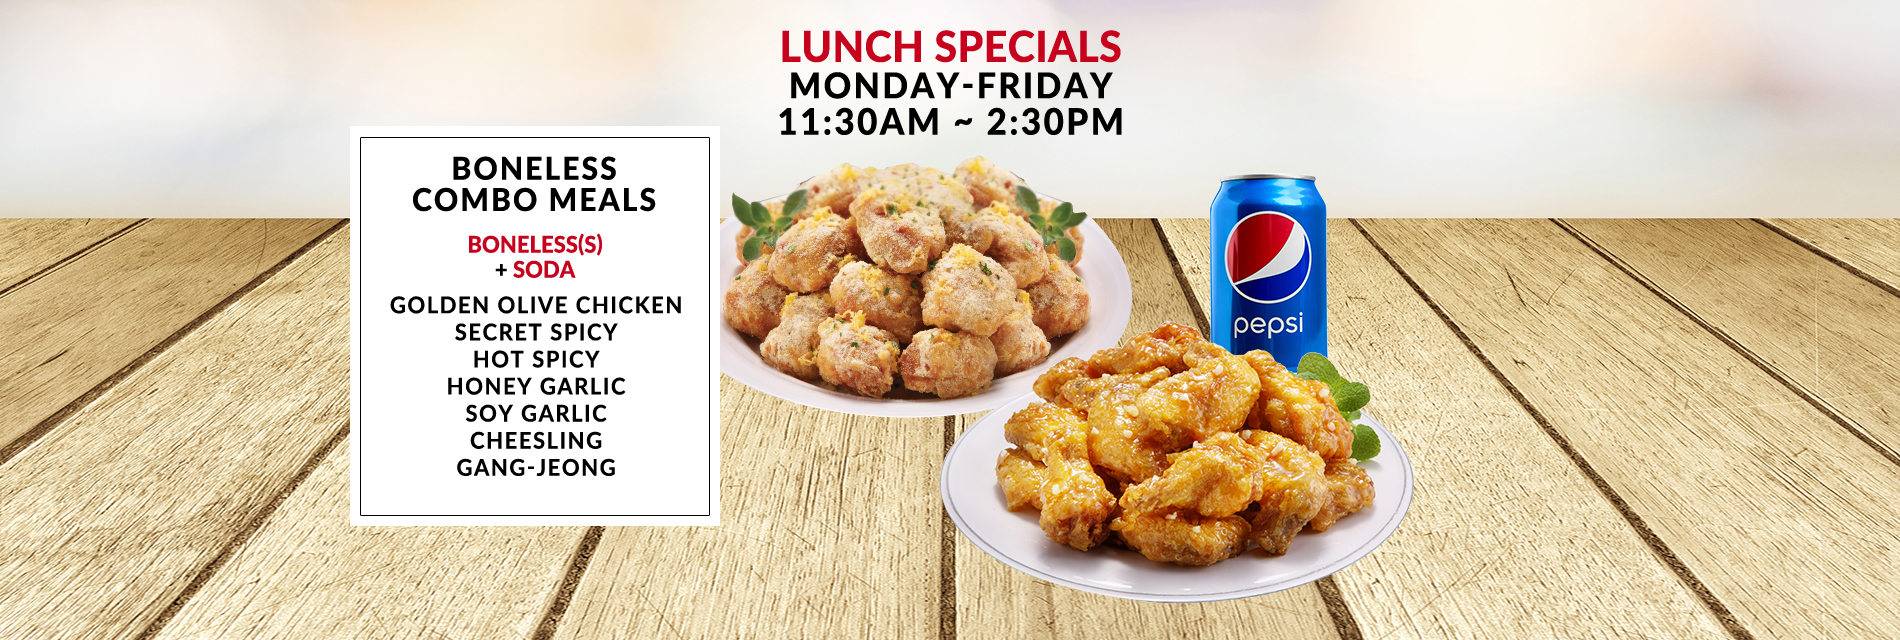 LUNCH SPECIALS
MONDAY-FRIDAY
11:30AM ~ 2:30PM
BONELESS
COMBO MEALS
BONELESS(S)
+ SODA
GOLDEN OLIVE CHICKEN
SECRET SPICY
HOT SPICY
HONEY GARLIC
SOY GARLIC
CHEESLING
GANG-JEONG
pepsi